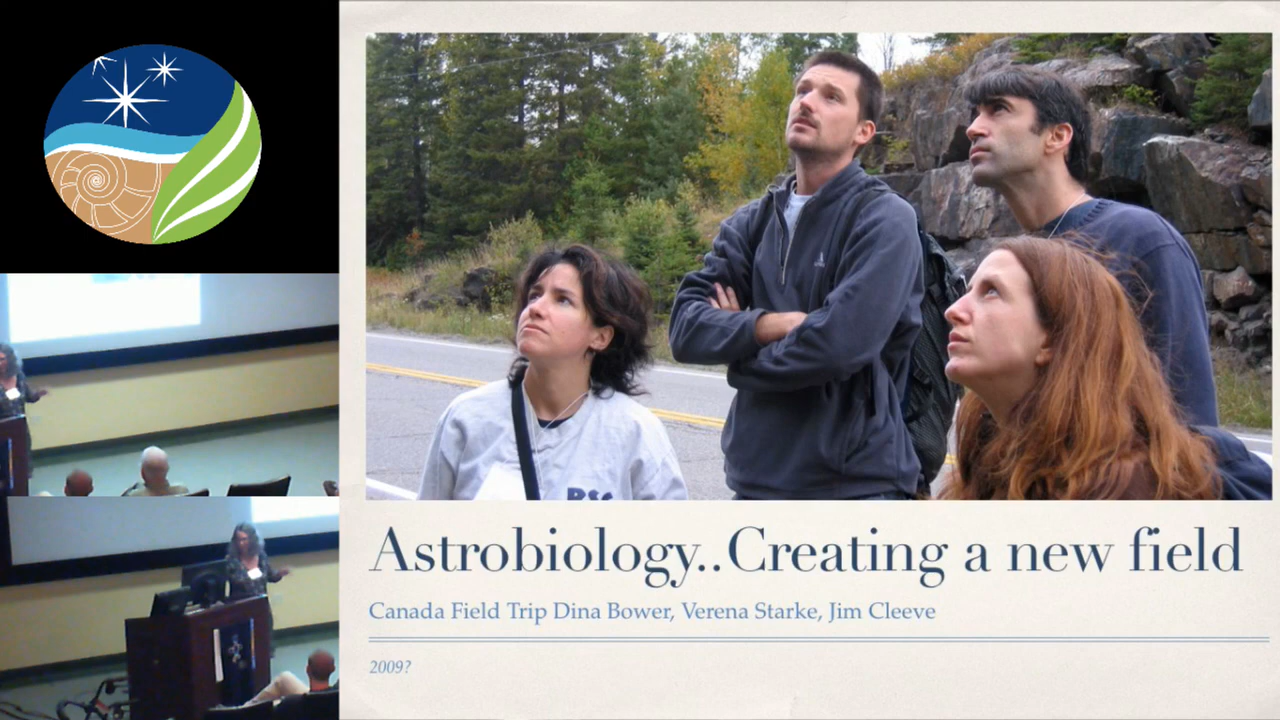 Astrobiology..Creating a new field
Canada Field Trip Dina Bower, Verena Starke, Jim Cleeve
2009?